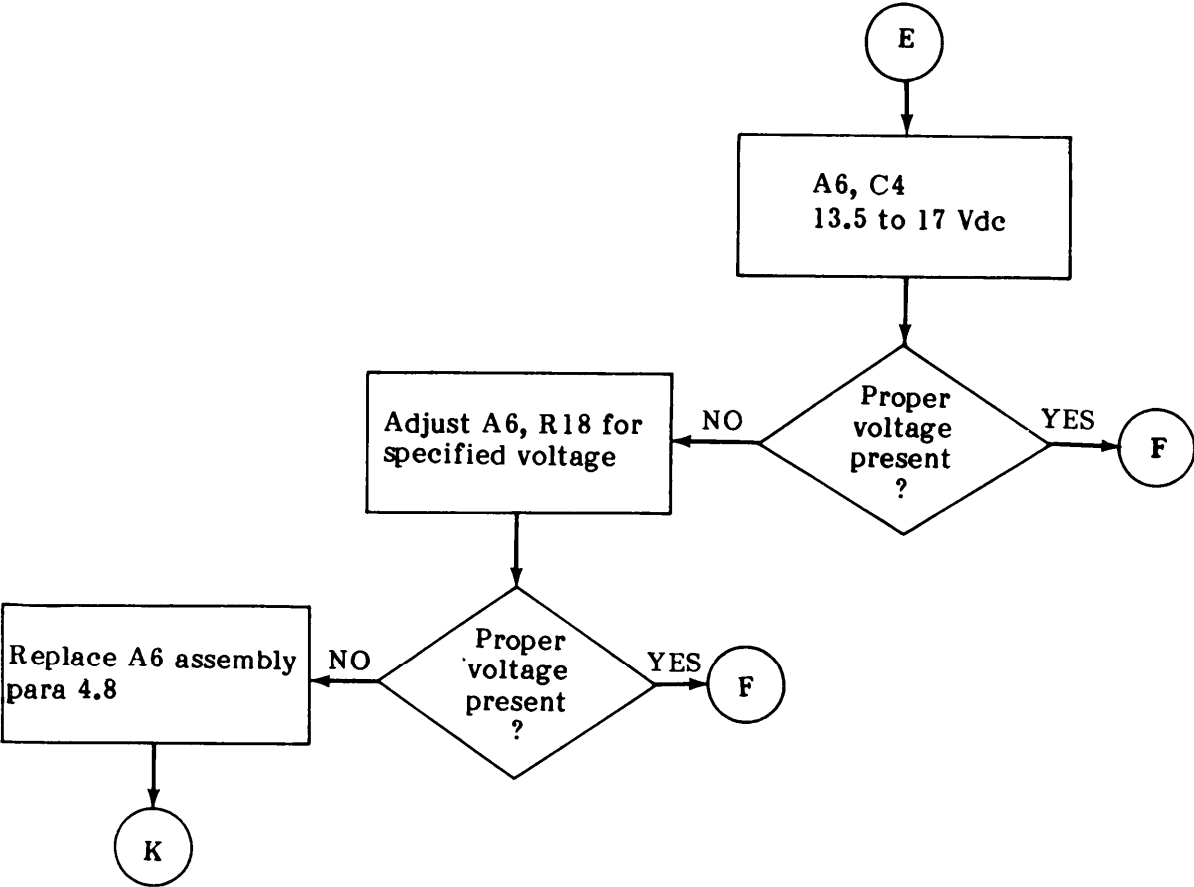 E
A6, C4
13.5 to 17 Vdc
Proper
voltage
present
?
YES
F
NO
Adjust A6, R18 for
specified voltage
Proper
voltage
present
?
YES
F
NO
Replace A6 assembly
para 4.8
K